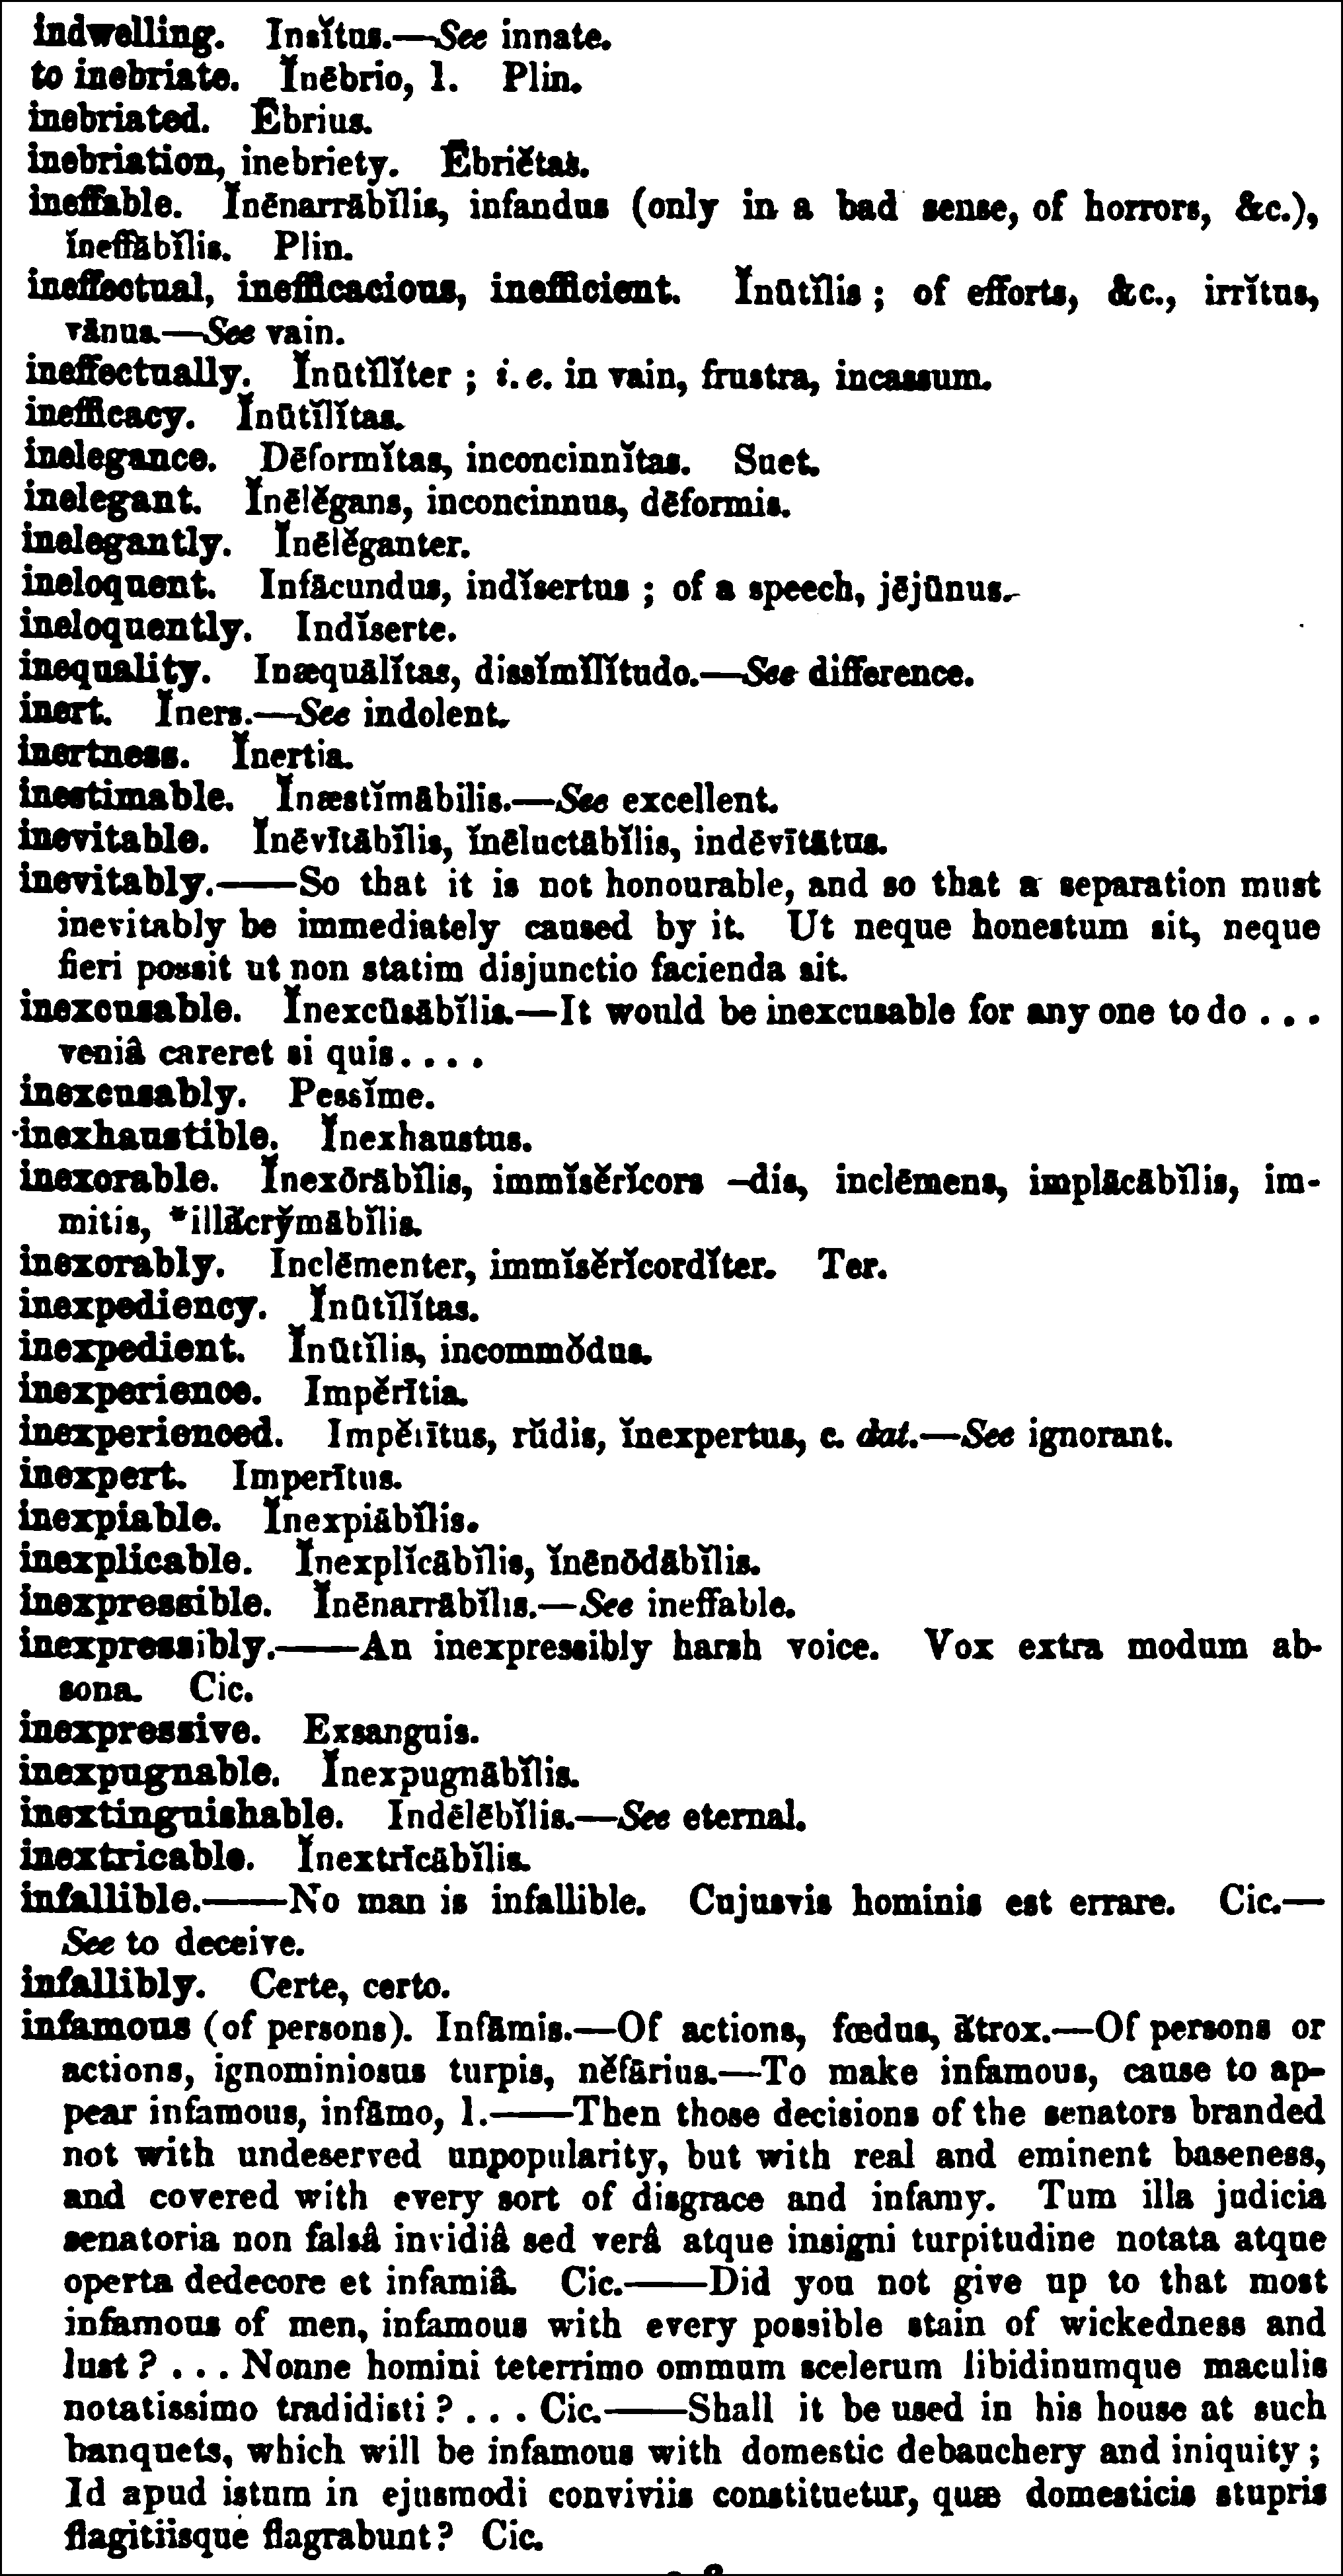 indwelling. Insĭtus.—See innate.
to inebriate. Ĭnēbrio, 1. Plin.
inebriated. Ēbrius.
inebriation, inebriety. Ēbriĕtas.
ineffable. Ĭnēnarrābĭlis, infandus (only in a bad sense, of horrors, &c.),
ĭneffābĭlis. Plin.
ineffectual, inefficacious, inefficient. Ĭnūtĭlis; of efforts, &c., irrĭtus,
vānus.—See vain.
ineffectually. Ĭnūtĭlĭter; i.e. in vain, frustra, incassum.
inefficacy. Ĭnūtĭlĭtas.
inelegance. Dēformĭtas, inconcinnĭtas. Suet.
inelegant. Ĭnēlĕgans, inconcinnus, dēformis.
inelegantly. Ĭnēlĕganter.
ineloquent. Infācundus, indĭsertus; of a speech, jējūnus.
ineloquently. Indĭserte.
inequality. Inæquālĭtas, dissĭmĭlĭtudo.—See difference.
inert. Ĭners.—See indolent.
inertness. Ĭnertia.
inestimable. Ĭnæstĭmābilis.—See excellent.
inevitable. Ĭnēvītābĭlis, ĭnēluctābĭlis, indēvītātus.
inevitably.——So that it is not honourable, and so that a separation must
inevitably be immediately caused by it. Ut neque honestum sit, neque
fieri possit ut non statim disjunctio facienda sit.
inexcusable. Ĭnexcūsābĭlis.—It would be inexcusable for any one to do ...
veniâ careret si quis....
inexcusably. Pessĭme.
inexhaustible. Ĭnexhaustus.
inexorable. Ĭnexōrābĭlis, immĭsĕrĭcors -dis, inclēmens, implācābĭlis, im-
mitis, *illăcry̆mābĭlis.
inexorably. Inclēmenter, immĭsĕrĭcordĭter. Ter.
inexpediency. Ĭnūtĭlĭtas.
inexpedient. Ĭnūtĭlis, incommŏdus.
inexperience. Impĕrītia.
inexperienced. Impĕrītus, rŭdis, ĭnexpertus, c. dat.—See ignorant.
inexpert. Imperītus.
inexpiable. Ĭnexpiābĭlis.
inexplicable. Ĭnexplĭcābĭlis, ĭnēnōdābĭlis.
inexpressible. Ĭnēnarrābĭlis.—See ineffable.
inexpressibly.——An inexpressibly harsh voice. Vox extra modum ab-
sona. Cic.
inexpressive. Exsanguis.
inexpugnable. Ĭnexpugnābĭlis.
inextinguishable. Indēlēbĭlis.—See eternal.
inextricable. Ĭnextrīcābĭlis.
infallible.——No man is infallible. Cujusvis hominis est errare. Cic.—
See to deceive.
infallibly. Certe, certo.
infamous (of persons). Infāmis.—Of actions, fœdus, ătrox.—Of persons or
actions, ignominiosus turpis, nĕfārius.—To make infamous, cause to ap-
pear infamous, infāmo, 1.——Then those decisions of the senators branded
not with undeserved unpopularity, but with real and eminent baseness,
and covered with every sort of disgrace and infamy. Tum illa judicia
senatoria non falsâ invidiâ sed verâ atque insigni turpitudine notata atque
operta dedecore et infamiâ. Cic.——Did you not give up to that most
infamous of men, infamous with every possible stain of wickedness and
lust? ... Nonne homini teterrimo ommum scelerum libidinumque maculis
notatissimo tradidisti? ... Cic.——Shall it be used in his house at such
banquets, which will be infamous with domestic debauchery and iniquity;
Id apud istum in ejusmodi conviviis constituetur, quæ domesticis stupris
flagitiisque flagrabunt? Cic.